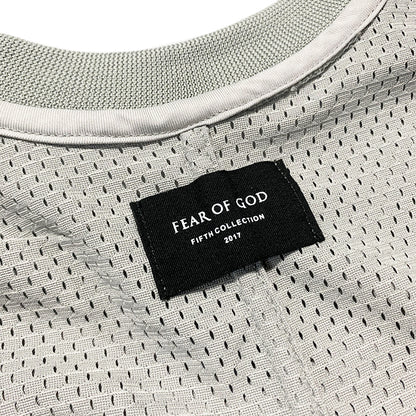 FEAR OF GOD
FIFTH COLLECTION
2017